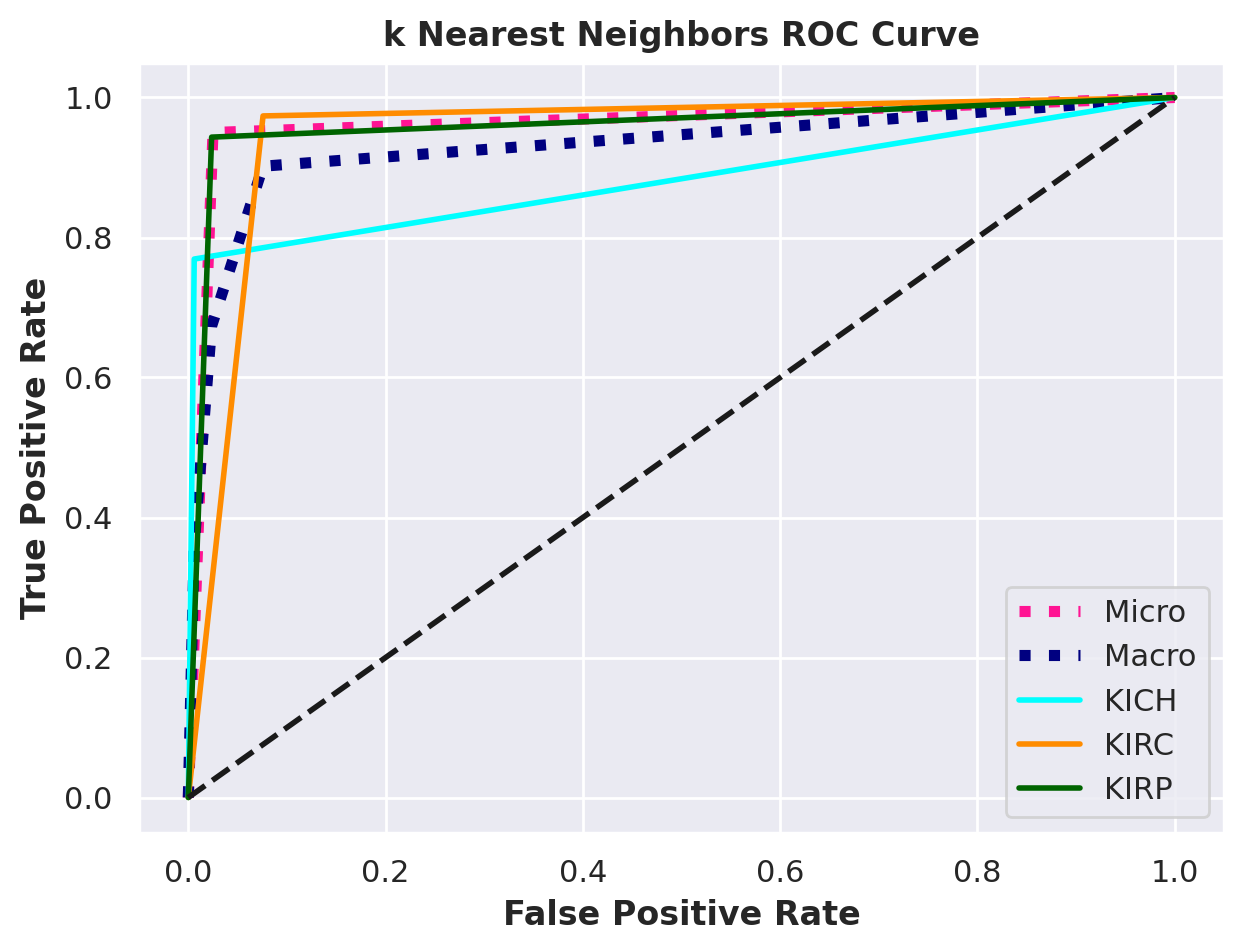 k Nearest Neighbors ROC Curve
True Positive Rate
1.0
0.8
0.6
0.4
0.2
0.0
Micro
Macro
KICH
KIRC
KIRP
0.0 0.2 0.4 0.6 0.8 1.0
False Positive Rate